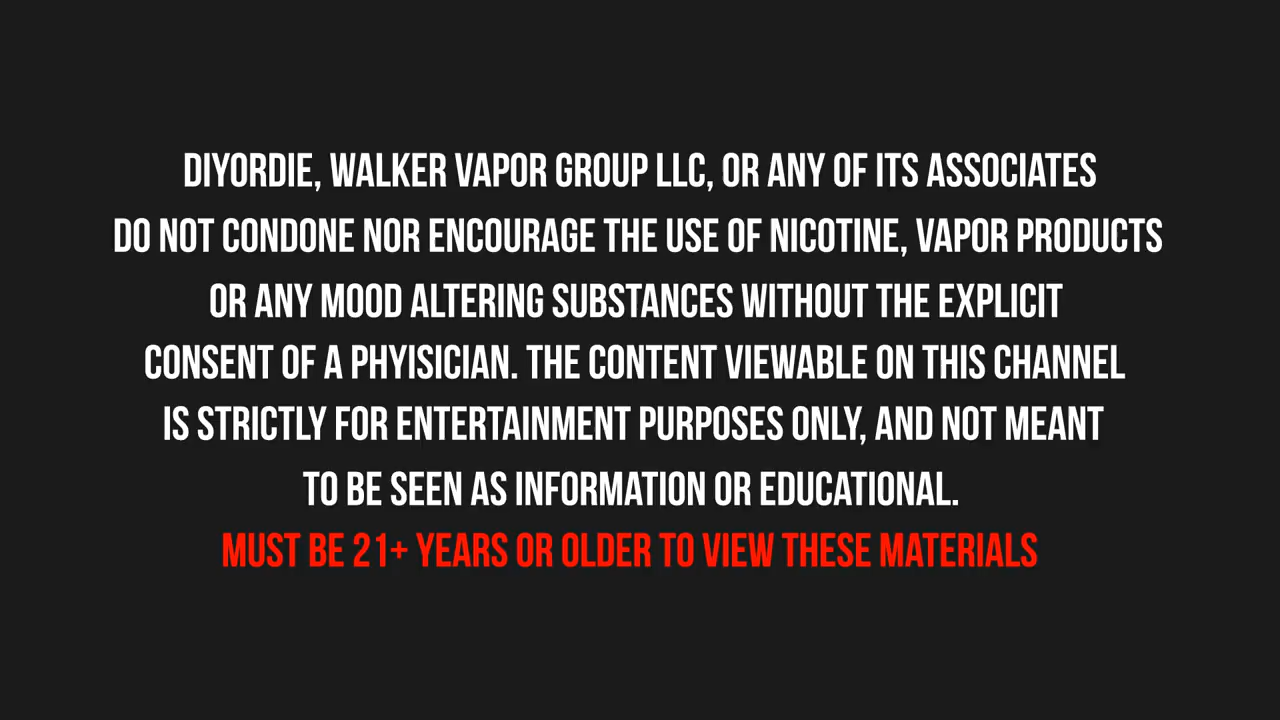 DIYORDIE, WALKER VAPOR GROUP LLC, OR ANY OF ITS ASSOCIATES
DO NOT CONDONE NOR ENCOURAGE THE USE OF NICOTINE, VAPOR PRODUCTS
OR ANY MOOD ALTERING SUBSTANCES WITHOUT THE EXPLICIT
CONSENT OF A PHYISICIAN. THE CONTENT VIEWABLE ON THIS CHANNEL
IS STRICTLY FOR ENTERTAINMENT PURPOSES ONLY, AND NOT MEANT
TO BE SEEN AS INFORMATION OR EDUCATIONAL.
MUST BE 21+ YEARS OR OLDER TO VIEW THESE MATERIALS